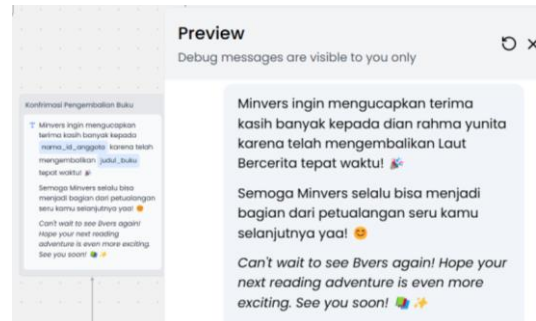 Konfrimasi Pengembalian Buku
Minvers ingin mengucapkan
terima kasih banyak kepada
nama_id_anggota karena telah
mengembalikan judul_buku
tepat waktu! 🎉
Semoga Minvers selalu bisa
menjadi bagian dari petualangan
seru kamu selanjutnya yaa! 😊
Can't wait to see Bvers again!
Hope your next reading
adventure is even more exciting.
See you soon! 📚✨
Preview
Debug messages are visible to you only
Minvers ingin mengucapkan terima
kasih banyak kepada dian rahma yunita
karena telah mengembalikan Laut
Bercerita tepat waktu! 🎉
Semoga Minvers selalu bisa menjadi
bagian dari petualangan seru kamu
selanjutnya yaa! 😊
Can't wait to see Bvers again! Hope your
next reading adventure is even more
exciting. See you soon! 📚✨